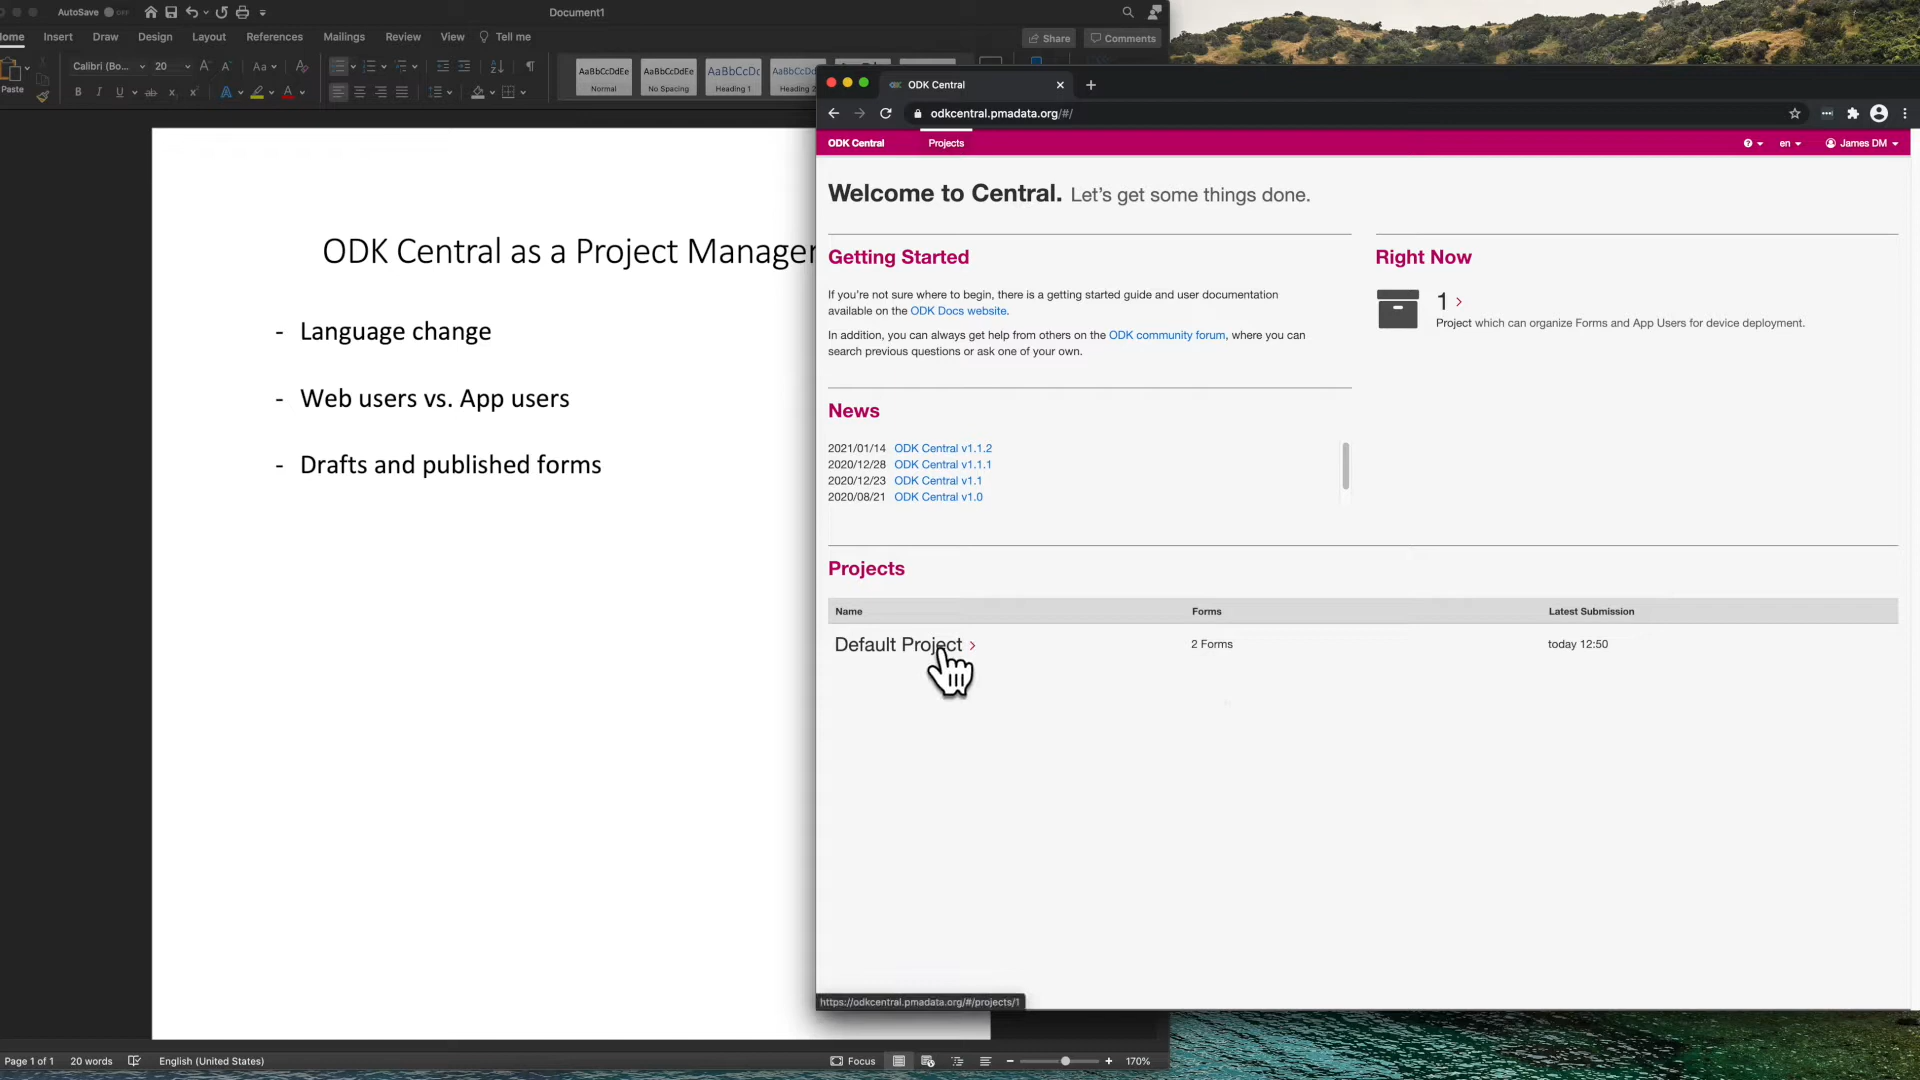 AutoSave OFF
Document1
Home Insert Draw Design Layout References Mailings Review View Tell me
Share Comments
Paste
Calibri (Bo... 20
AaBbCcDdEe AaBbCcDdEe AaBbCcDc
Normal No Spacing Heading 1 Heading 2
ODK Central as a Project Manager
- Language change
- Web users vs. App users
- Drafts and published forms
Page 1 of 1 20 words English (United States)
Focus 170%
ODK Central
odkcentral.pmadata.org/#/
ODK Central Projects
en James DM
Welcome to Central. Let's get some things done.
Getting Started
If you're not sure where to begin, there is a getting started guide and user documentation
available on the ODK Docs website.
In addition, you can always get help from others on the ODK community forum, where you can
search previous questions or ask one of your own.
Right Now
1
Project which can organize Forms and App Users for device deployment.
News
2021/01/14 ODK Central v1.1.2
2020/12/28 ODK Central v1.1.1
2020/12/23 ODK Central v1.1
2020/08/21 ODK Central v1.0
Projects
Name Forms Latest Submission
Default Project 2 Forms today 12:50
https://odkcentral.pmadata.org/#/projects/1